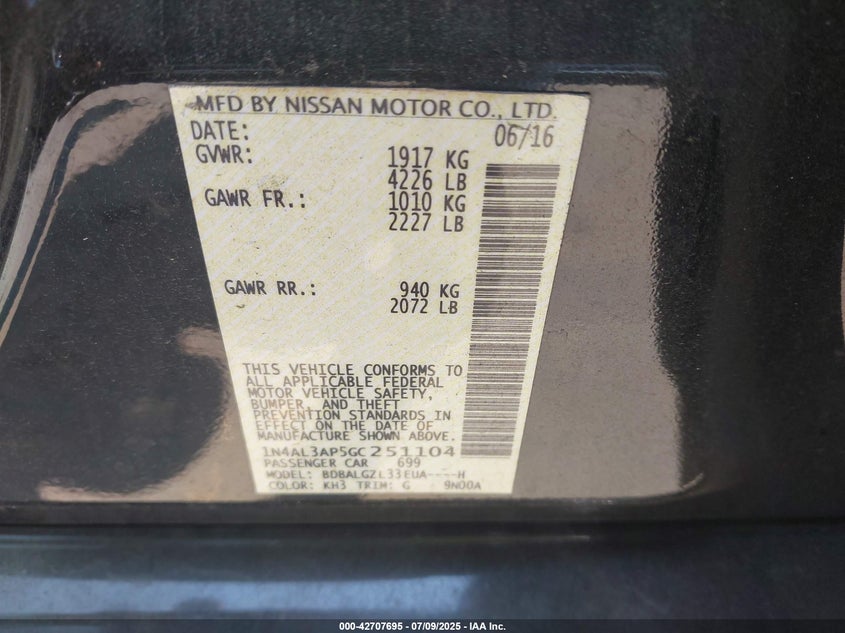 MFD BY NISSAN MOTOR CO., LTD.
DATE: 06/16
GVWR: 1917 KG
4226 LB
GAWR FR.: 1010 KG
2227 LB
GAWR RR.: 940 KG
2072 LB
THIS VEHICLE CONFORMS TO
ALL APPLICABLE FEDERAL
MOTOR VEHICLE SAFETY,
BUMPER, AND THEFT
PREVENTION STANDARDS IN
EFFECT ON THE DATE OF
MANUFACTURE SHOWN ABOVE.
1N4AL3AP5GC251104
PASSENGER CAR 699
MODEL: BDBALGZL33EUA----H
COLOR: KH3 TRIM: G 9N00A
000-42707695 - 07/09/2025 - IAA Inc.